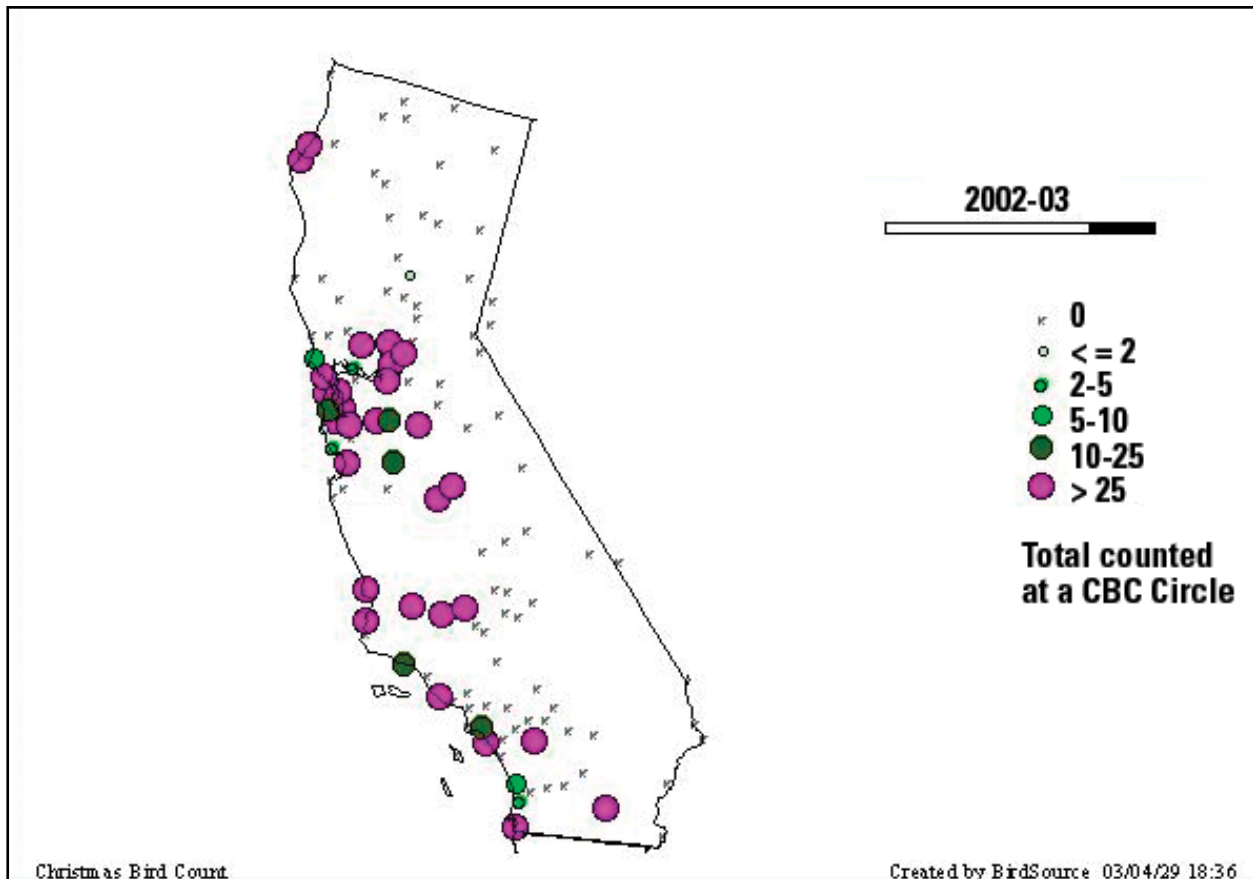 2002-03
0
< = 2
2-5
5-10
10-25
> 25
Total counted
at a CBC Circle
Christmas Bird Count
Created by BirdSource 03/04/29 18:36